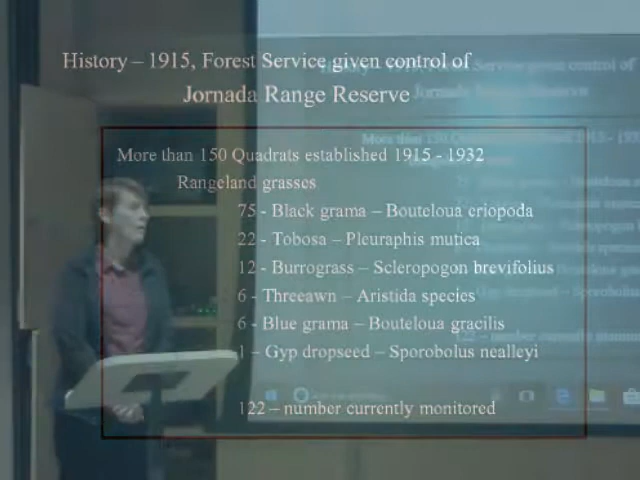 History – 1915, Forest Service given control of
Jornada Range Reserve
More than 150 Quadrats established 1915 - 1932
Rangeland grasses
75 - Black grama – Bouteloua eriopoda
22 - Tobosa – Pleuraphis mutica
12 - Burrograss – Scleropogon brevifolius
6 - Threeawn – Aristida species
6 - Blue grama – Bouteloua gracilis
1 – Gyp dropseed – Sporobolus nealleyi
122 – number currently monitored